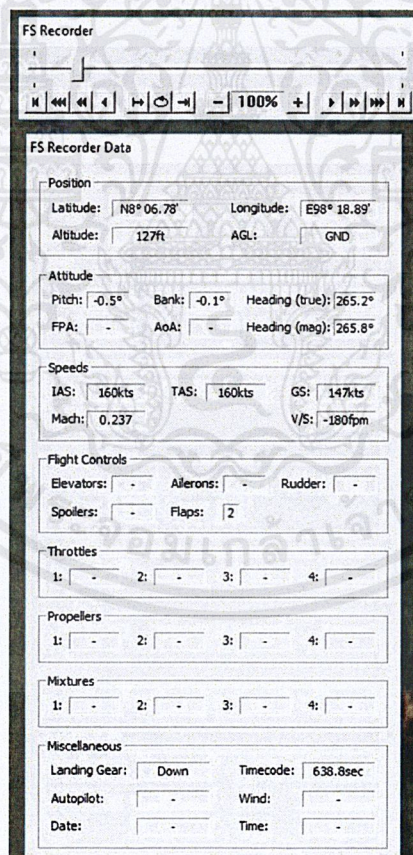 FS Recorder
100%
FS Recorder Data
Position
Latitude: N8° 06.78' Longitude: E98° 18.89'
Altitude: 127ft AGL: GND
Attitude
Pitch: -0.5° Bank: -0.1° Heading (true): 265.2°
FPA: - AoA: - Heading (mag): 265.8°
Speeds
IAS: 160kts TAS: 160kts GS: 147kts
Mach: 0.237 V/S: -180fpm
Flight Controls
Elevators: - Ailerons: - Rudder: -
Spoilers: - Flaps: 2
Throttles
1: - 2: - 3: - 4: -
Propellers
1: - 2: - 3: - 4: -
Mixtures
1: - 2: - 3: - 4: -
Miscellaneous
Landing Gear: Down Timecode: 638.8sec
Autopilot: - Wind: -
Date: - Time: -